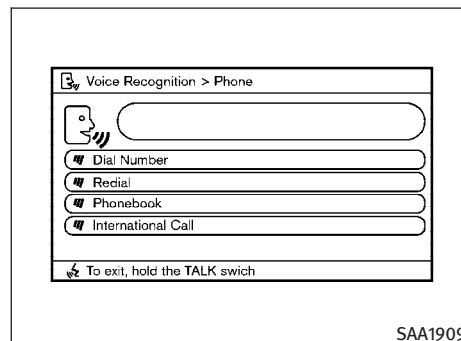 Voice Recognition > Phone
Dial Number
Redial
Phonebook
International Call
To exit, hold the TALK swich
SAA1909